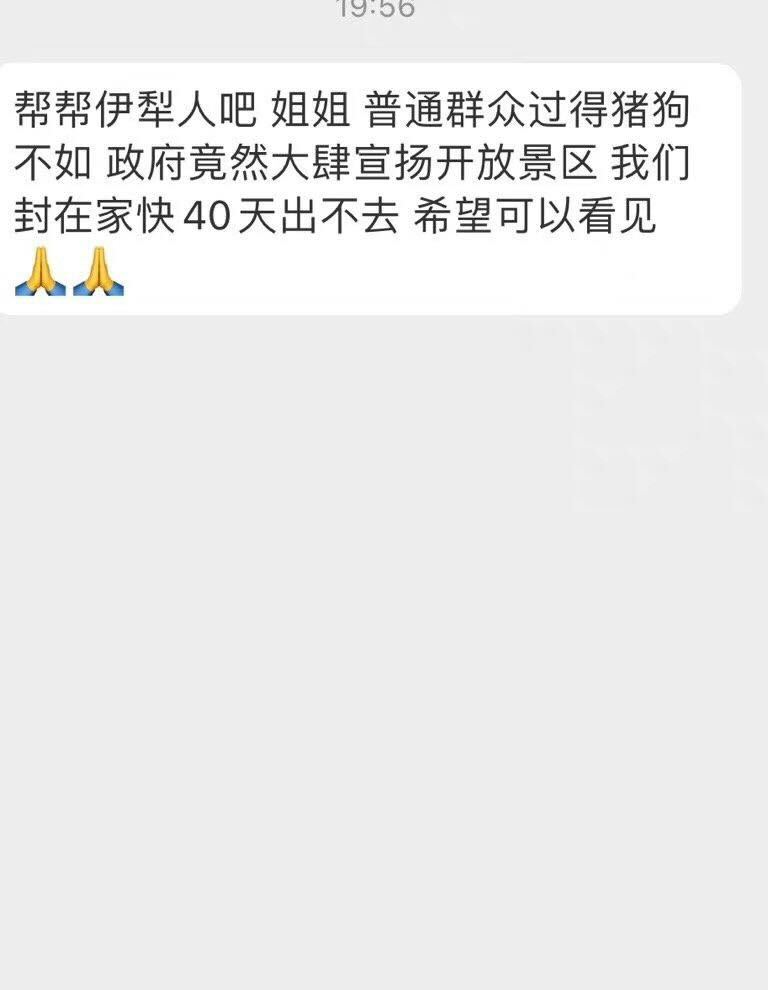 19:56
帮帮伊犁人吧 姐姐 普通群众过得猪狗
不如 政府竟然大肆宣扬开放景区 我们
封在家快40天出不去 希望可以看见
🙏🙏